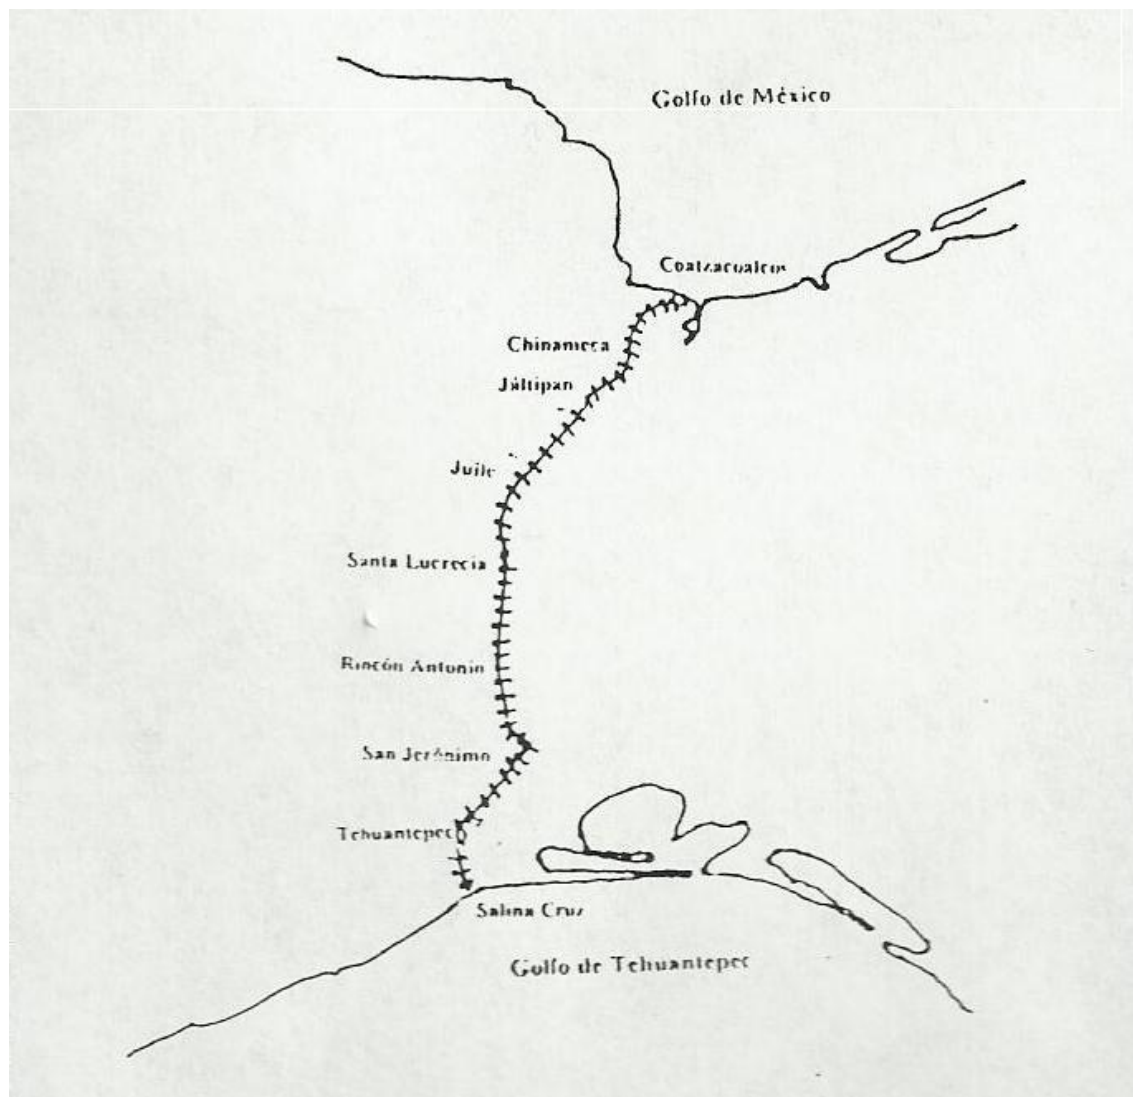 Golfo de México
Coatzacoalcos
Chinameca
Jáltipan
Juile
Santa Lucrecia
Rincón Antonio
San Jerónimo
Tehuantepec
Salina Cruz
Golfo de Tehuantepec